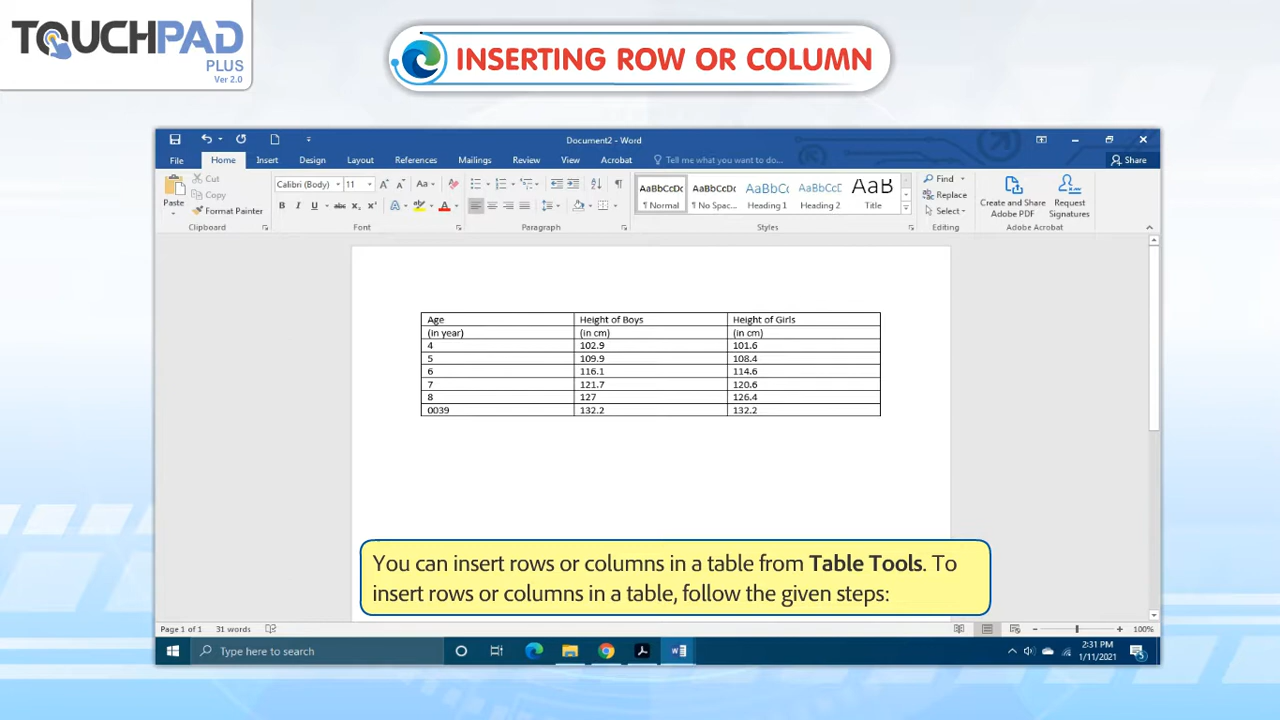 TOUCHPAD
PLUS
Ver 2.0
INSERTING ROW OR COLUMN
Document2 - Word
File Home Insert Design Layout References Mailings Review View Acrobat Tell me what you want to do... Share
Cut
Copy
Format Painter
Paste
Clipboard
Calibri (Body) 11
Font
Paragraph
AaBbCcDc AaBbCcDc AaBbCc AaBbCcC AaB
¶ Normal ¶ No Spac... Heading 1 Heading 2 Title
Styles
Find
Replace
Select
Editing
Create and Share Adobe PDF
Request Signatures
Adobe Acrobat
Age Height of Boys Height of Girls
(in year) (in cm) (in cm)
4 102.9 101.6
5 109.9 108.4
6 116.1 114.6
7 121.7 120.6
8 127 126.4
0039 132.2 132.2
You can insert rows or columns in a table from Table Tools. To
insert rows or columns in a table, follow the given steps:
Page 1 of 1 31 words 100%
Type here to search
2:31 PM
1/11/2021